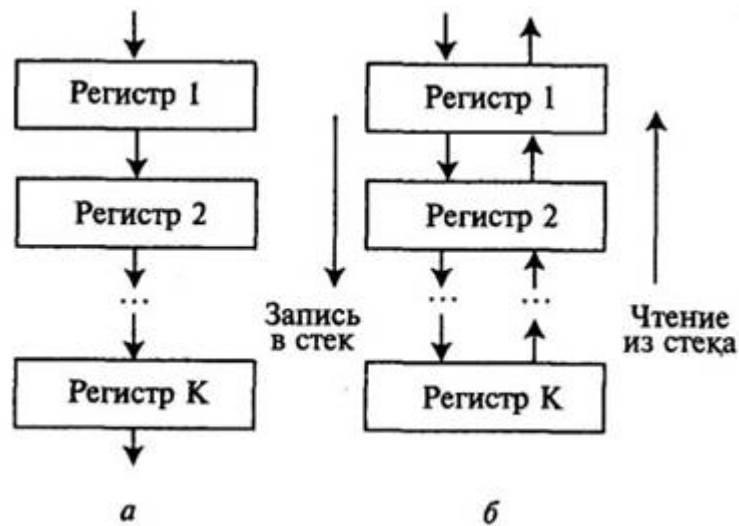 Регистр 1
Регистр 2
...
Регистр K
а
Запись
в стек
Регистр 1
Регистр 2
... ...
Регистр K
б
Чтение
из стека